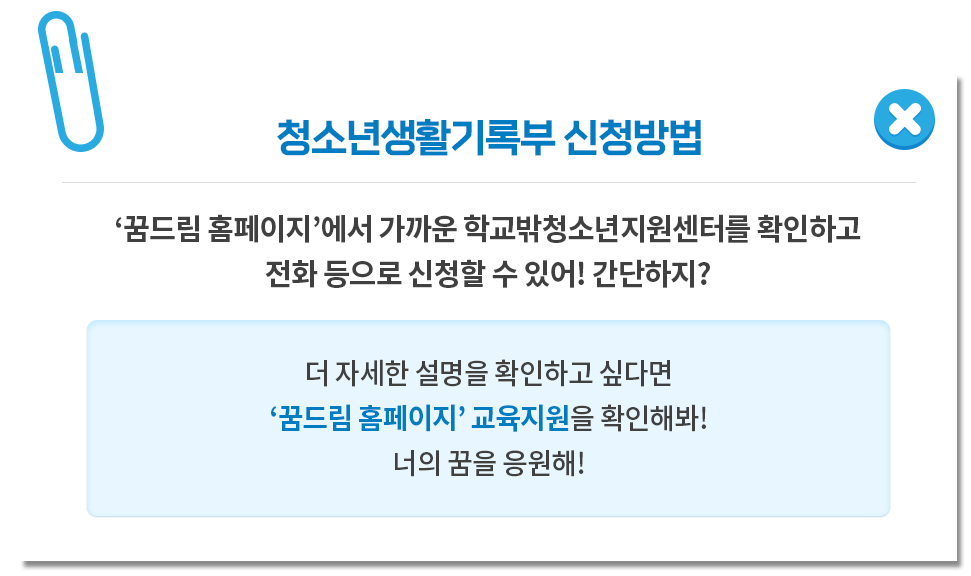 청소년생활기록부 신청방법
‘꿈드림 홈페이지’에서 가까운 학교밖청소년지원센터를 확인하고
전화 등으로 신청할 수 있어! 간단하지?
더 자세한 설명을 확인하고 싶다면
‘꿈드림 홈페이지’ 교육지원을 확인해봐!
너의 꿈을 응원해!